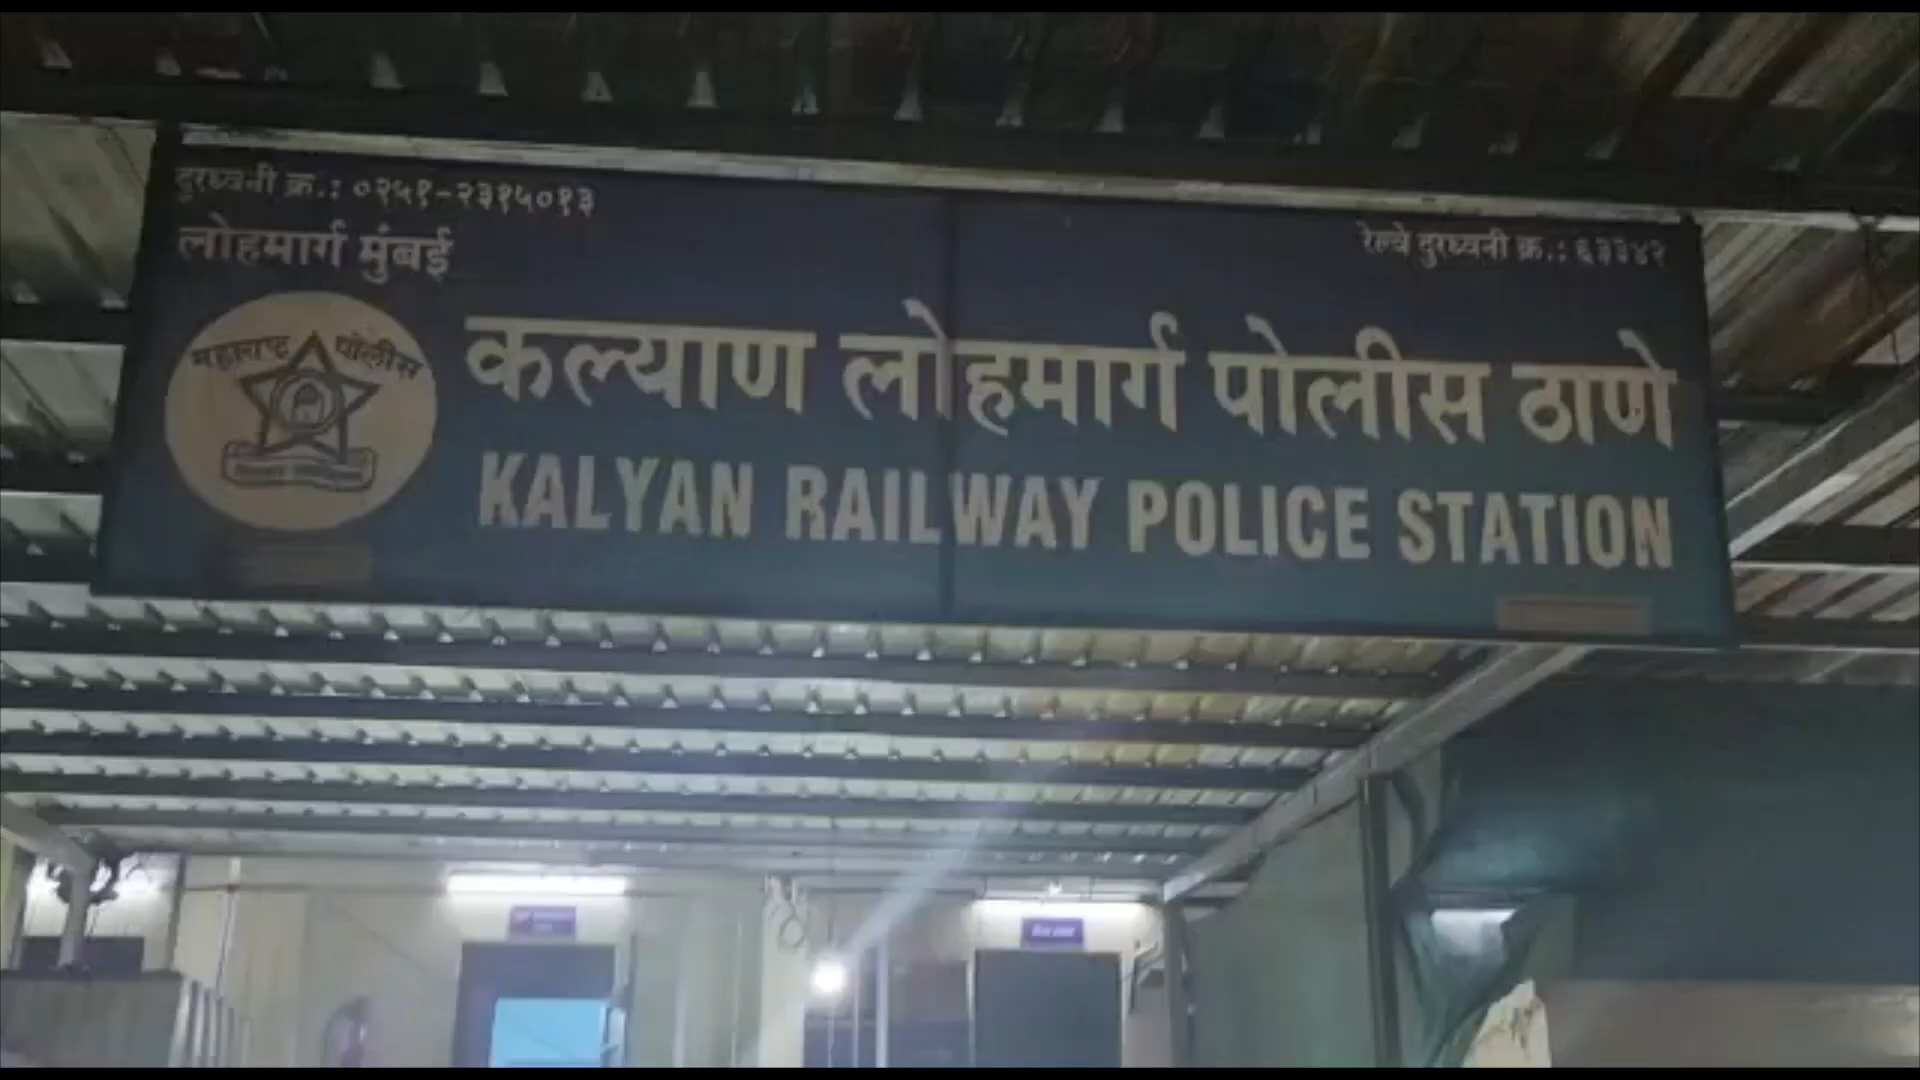 दुरध्वनी क्र.: ०२५१-२३१५०१३
रेल्वे दुरध्वनी क्र.: ६३३४२
लोहमार्ग मुंबई
महाराष्ट्र पोलीस
कल्याण लोहमार्ग पोलीस ठाणे
KALYAN RAILWAY POLICE STATION